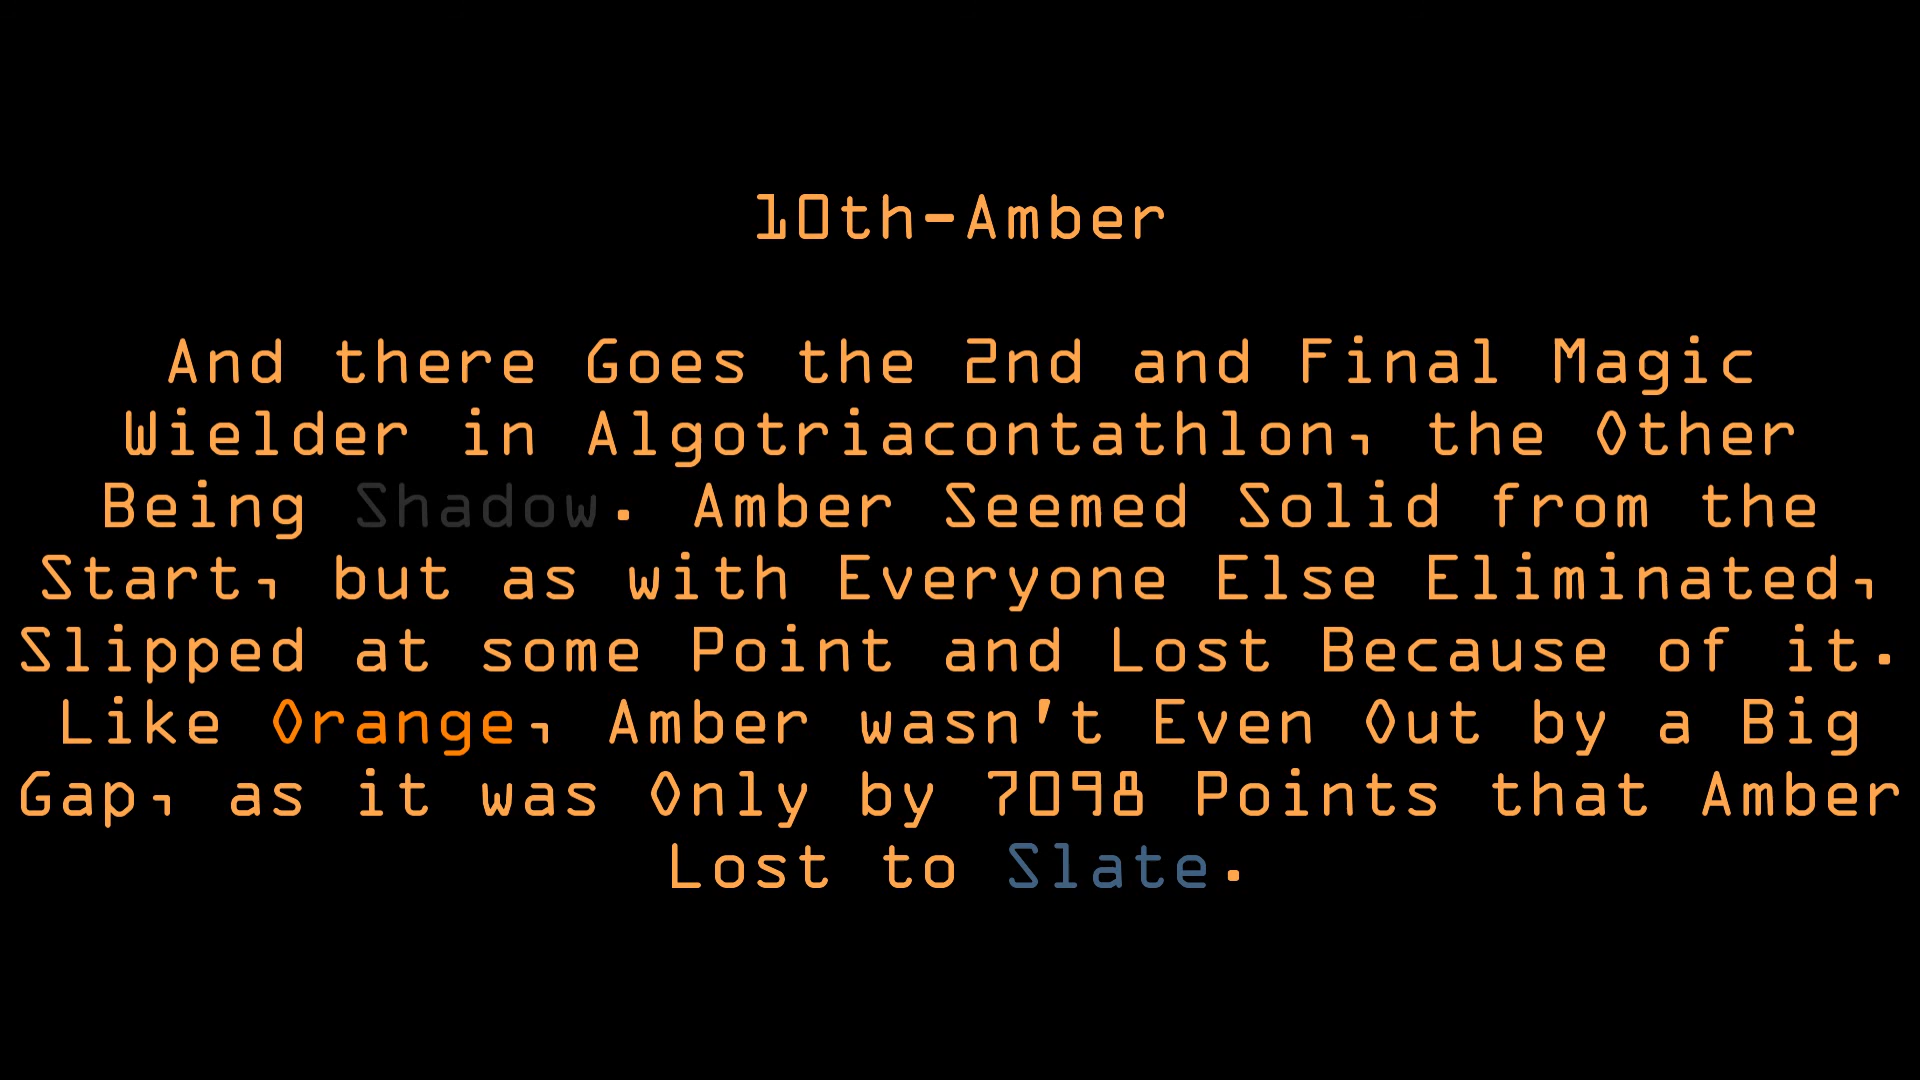 10th-Amber
And there Goes the 2nd and Final Magic
Wielder in Algotriacontathlon, the Other
Being Shadow. Amber Seemed Solid from the
Start, but as with Everyone Else Eliminated,
Slipped at some Point and Lost Because of it.
Like Orange, Amber wasn't Even Out by a Big
Gap, as it was Only by 7098 Points that Amber
Lost to Slate.